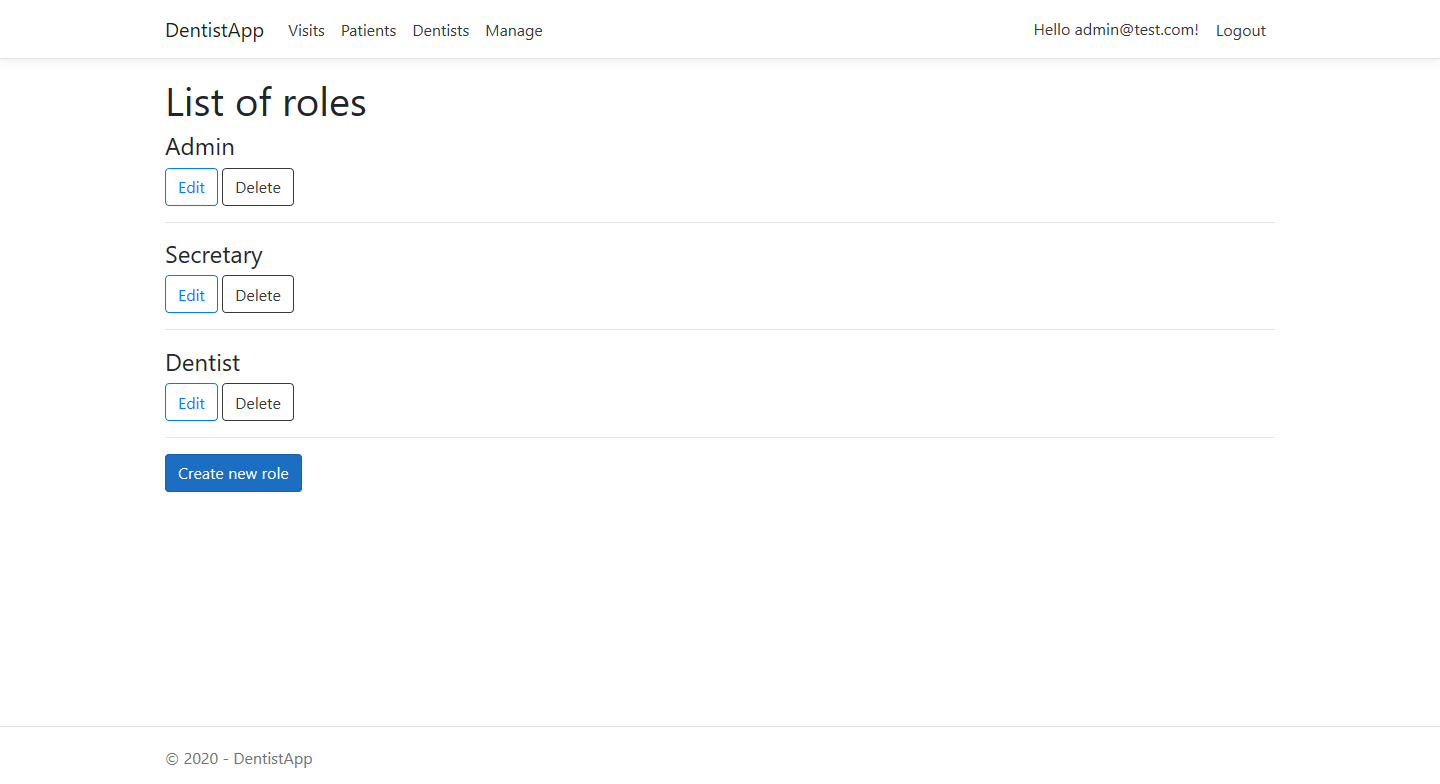 DentistApp Visits Patients Dentists Manage Hello admin@test.com! Logout
List of roles
Admin
Edit Delete
Secretary
Edit Delete
Dentist
Edit Delete
Create new role
© 2020 - DentistApp